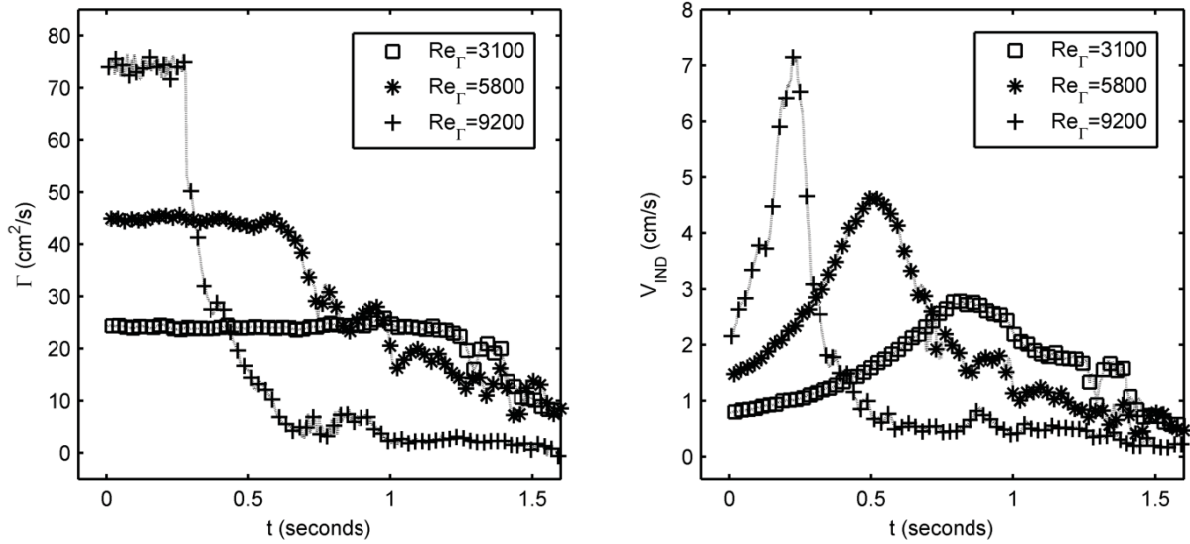 80
70
60
50
40
30
20
10
0
Γ (cm²/s)
0 0.5 1 1.5
t (seconds)
Re_Γ=3100
Re_Γ=5800
Re_Γ=9200
8
7
6
5
4
3
2
1
0
V_IND (cm/s)
0 0.5 1 1.5
t (seconds)
Re_Γ=3100
Re_Γ=5800
Re_Γ=9200